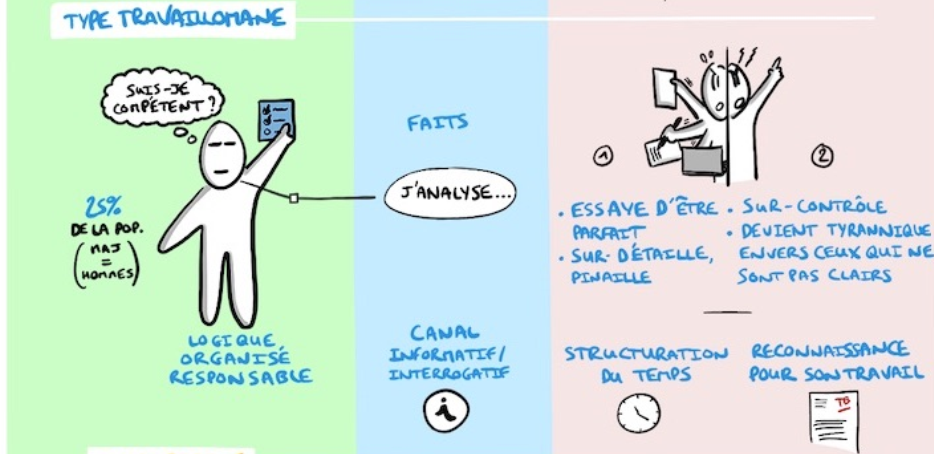 TYPE TRAVAILLOMANE
SUIS-JE
COMPÉTENT ?
25%
DE LA POP.
(MAJ
=
HOMMES)
LOGIQUE
ORGANISÉ
RESPONSABLE
FAITS
J'ANALYSE...
CANAL
INFORMATIF/
INTERROGATIF
i
1
• ESSAYE D'ÊTRE
PARFAIT
• SUR-DÉTAILLE,
PINAILLE
2
• SUR-CONTRÔLE
• DEVIENT TYRANNIQUE
ENVERS CEUX QUI NE
SONT PAS CLAIRS
STRUCTURATION
DU TEMPS
RECONNAISSANCE
POUR SON TRAVAIL
TB